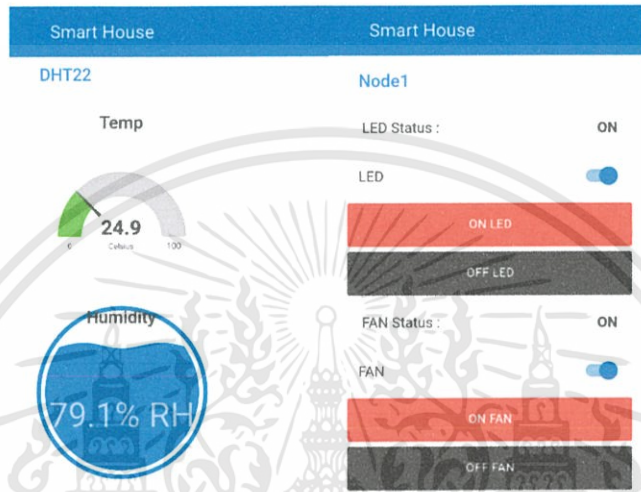 Smart House
DHT22
Temp
24.9
0
Celsius
100
Humidity
79.1% RH
Smart House
Node1
LED Status :
ON
LED
ON LED
OFF LED
FAN Status :
ON
FAN
ON FAN
OFF FAN